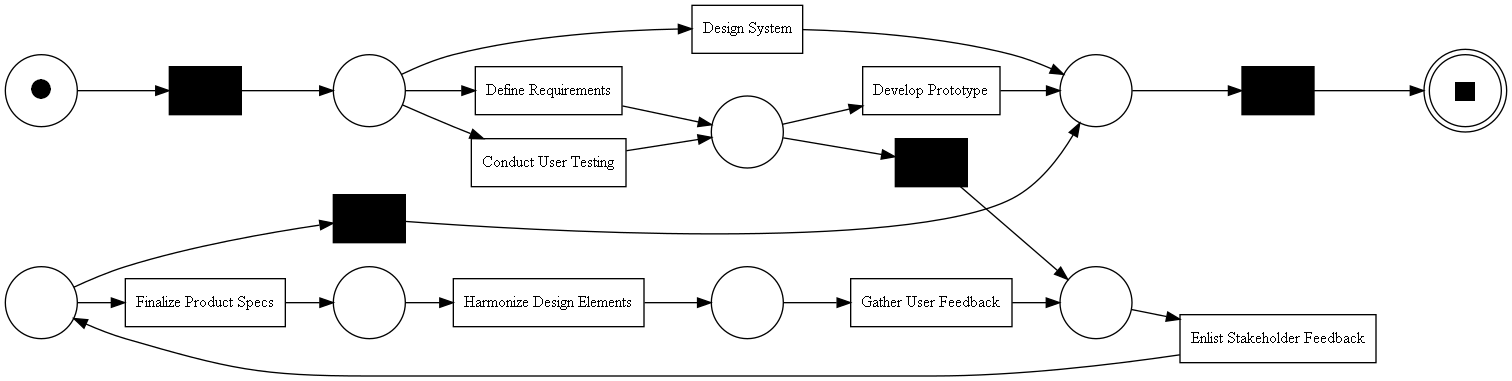 Design System
Define Requirements
Develop Prototype
Conduct User Testing
Finalize Product Specs
Harmonize Design Elements
Gather User Feedback
Enlist Stakeholder Feedback